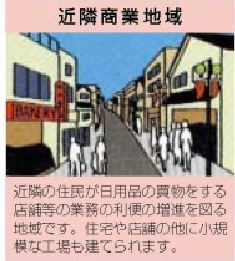 近隣商業地域
BAKERY
近隣の住民が日用品の買物をする
店舗等の業務の利便の増進を図る
地域です。住宅や店舗の他に小規
模な工場も建てられます。